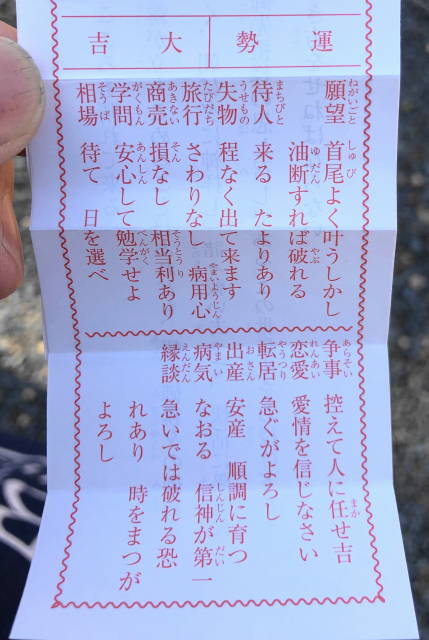 運勢 大吉
願望 首尾よく叶うしかし
油断すれば破れる
待人 来る たよりあり
失物 程なく出て来ます
旅行 さわりなし 病用心
商売 損なし 相当利あり
学問 安心して勉学せよ
相場 待て 日を選べ
争事 控えて人に任せ吉
恋愛 愛情を信じなさい
転居 急ぐがよろし
出産 安産 順調に育つ
病気 なおる 信神が第一
縁談 急いでは破れる恐
れあり 時をまつが
よろし